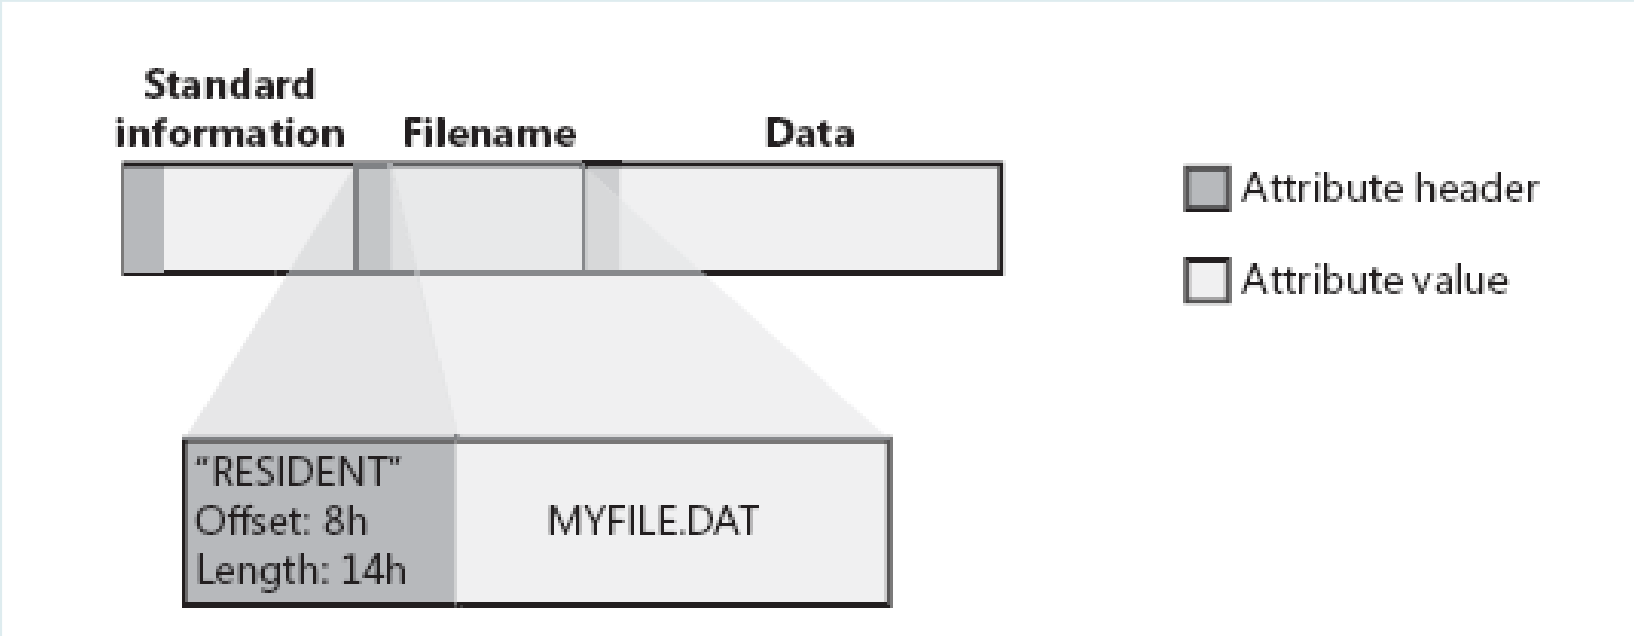 Standard
information
Filename
Data
Attribute header
Attribute value
“RESIDENT”
Offset: 8h
Length: 14h
MYFILE.DAT